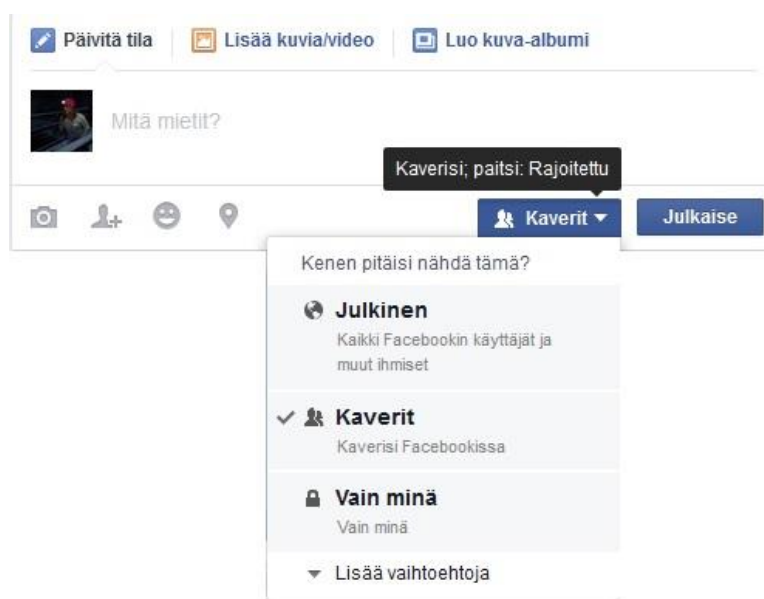 Päivitä tila
Lisää kuvia/video
Luo kuva-albumi
Mitä mietit?
Kaverisi; paitsi: Rajoitettu
Kaverit
Julkaise
Kenen pitäisi nähdä tämä?
Julkinen
Kaikki Facebookin käyttäjät ja
muut ihmiset
Kaverit
Kaverisi Facebookissa
Vain minä
Vain minä
Lisää vaihtoehtoja